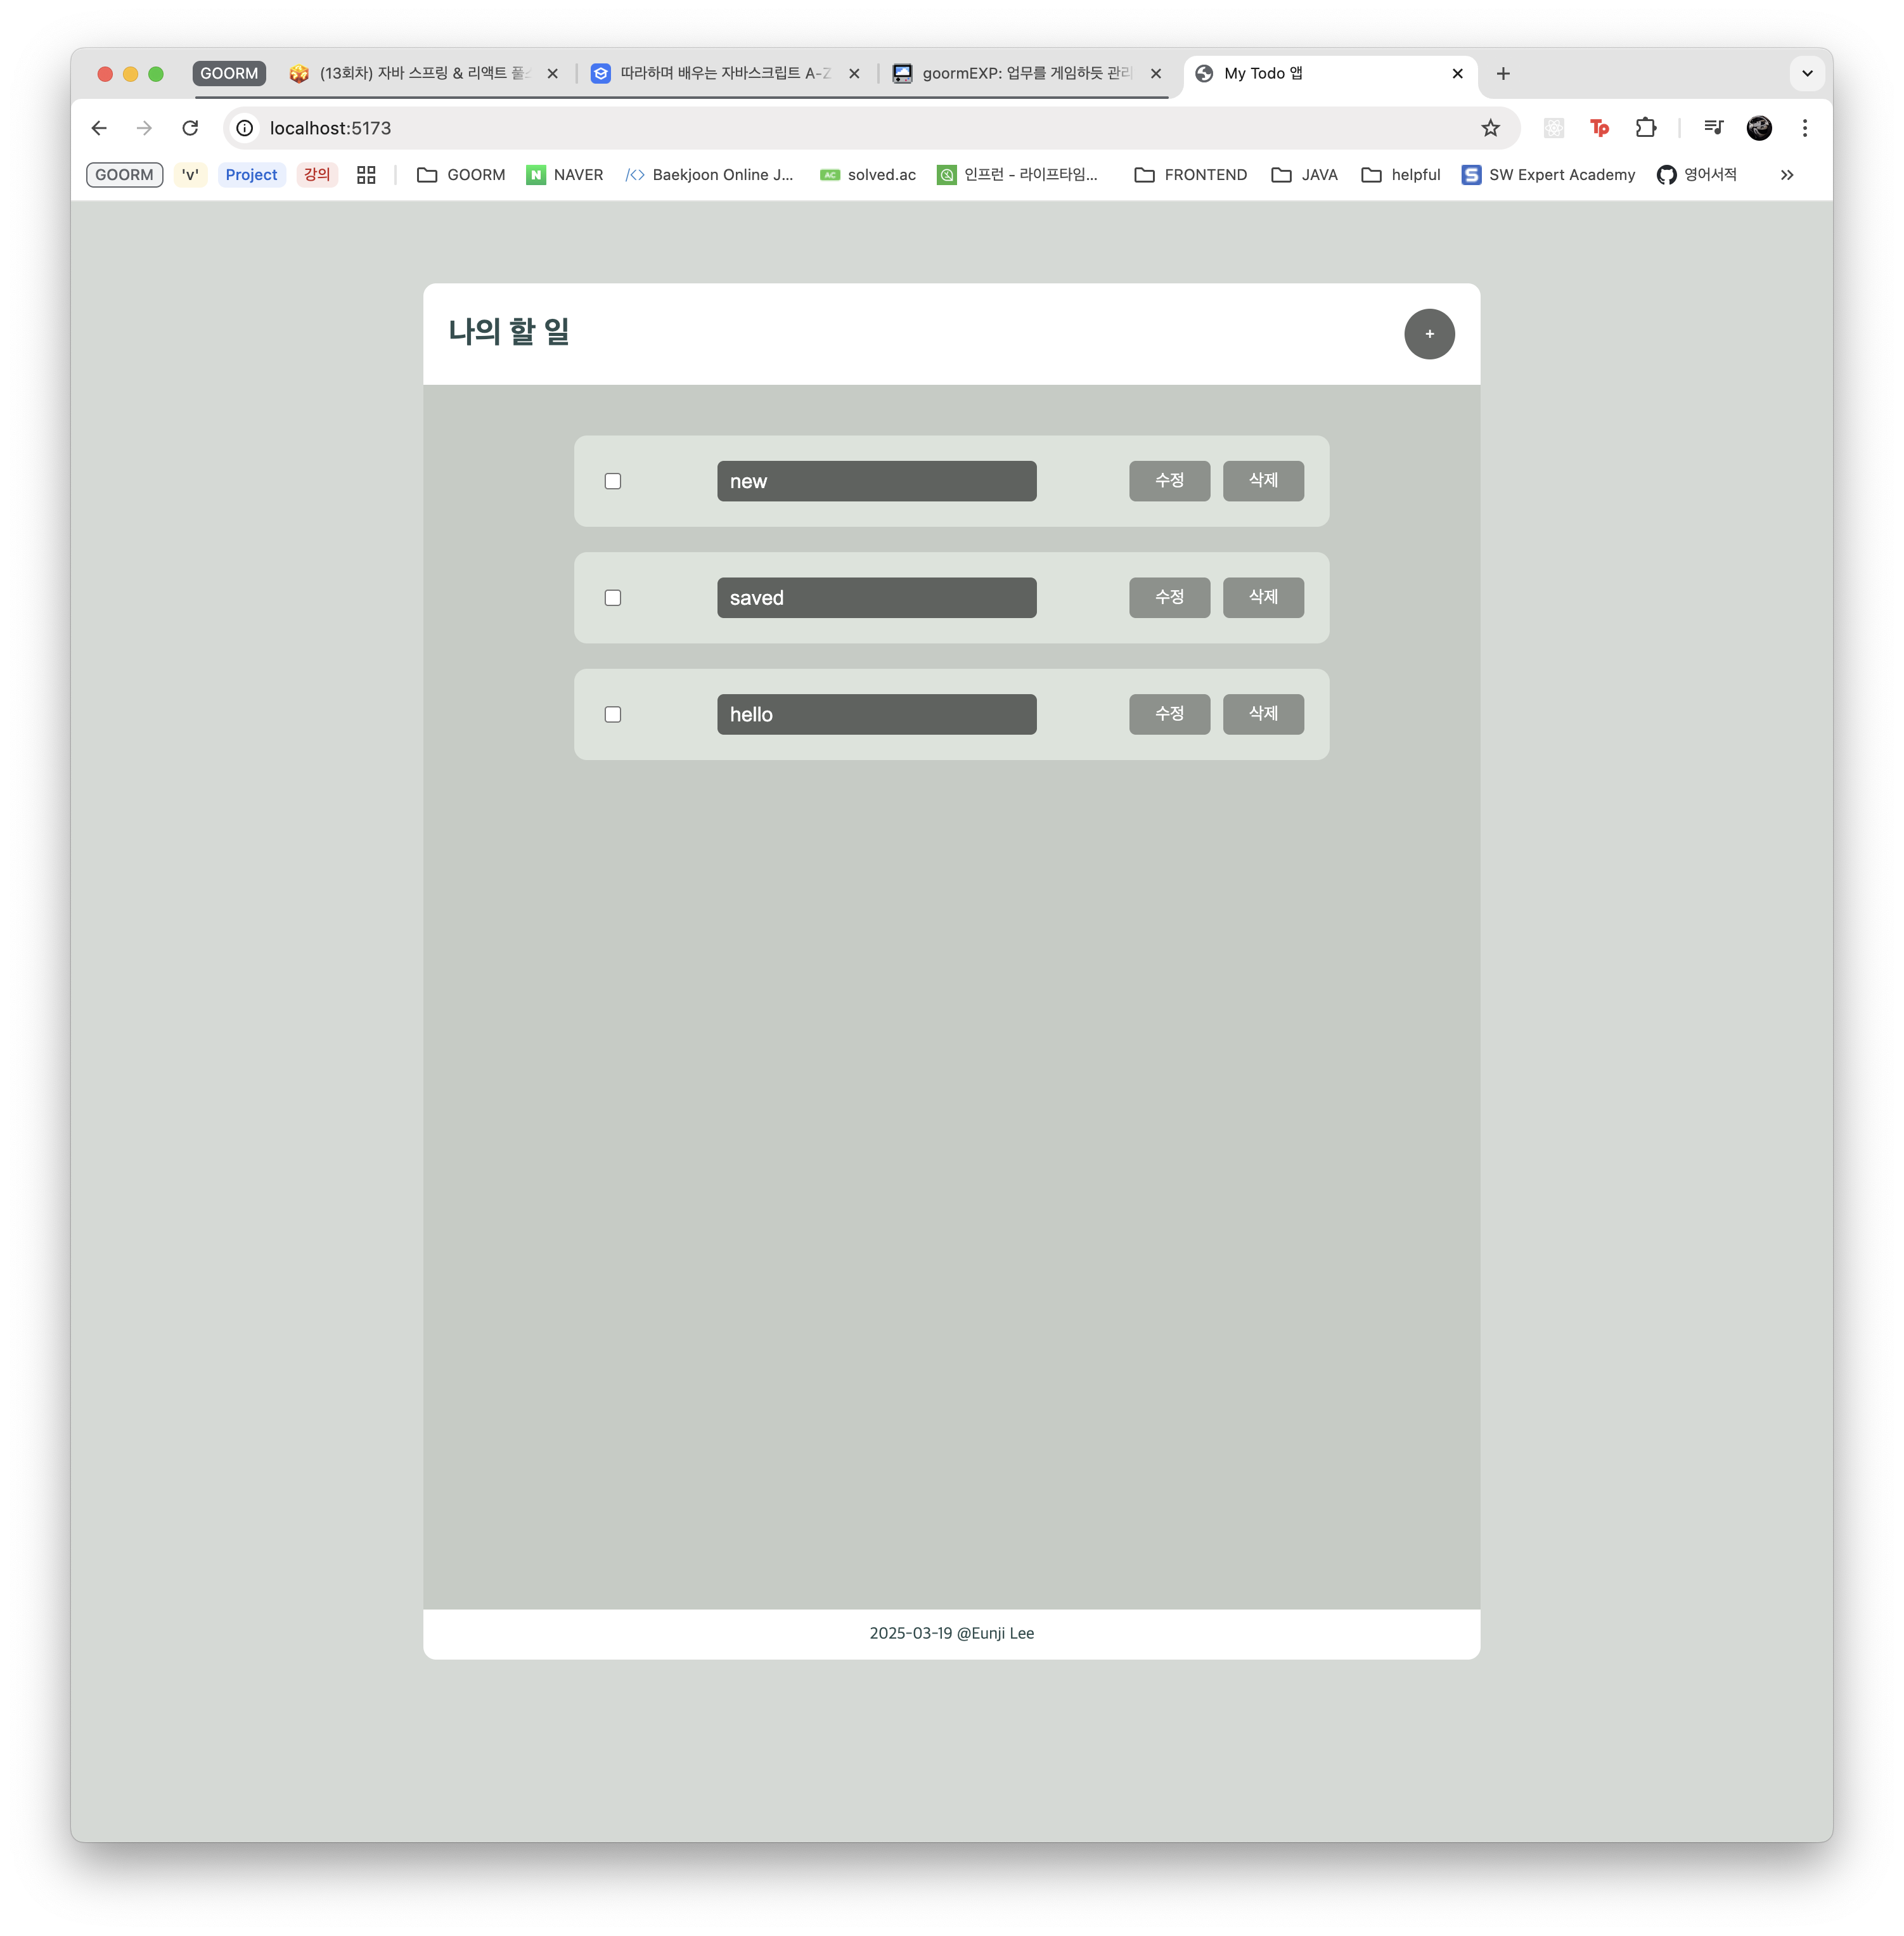 GOORM
(13회차) 자바 스프링 & 리액트 풀
따라하며 배우는 자바스크립트 A-Z
goormEXP: 업무를 게임하듯 관리
My Todo 앱
localhost:5173
Tp
GOORM 'v' Project 강의 GOORM NAVER Baekjoon Online J... solved.ac 인프런 - 라이프타임... FRONTEND JAVA helpful SW Expert Academy 영어서적
나의 할 일 +
new 수정 삭제
saved 수정 삭제
hello 수정 삭제
2025-03-19 @Eunji Lee